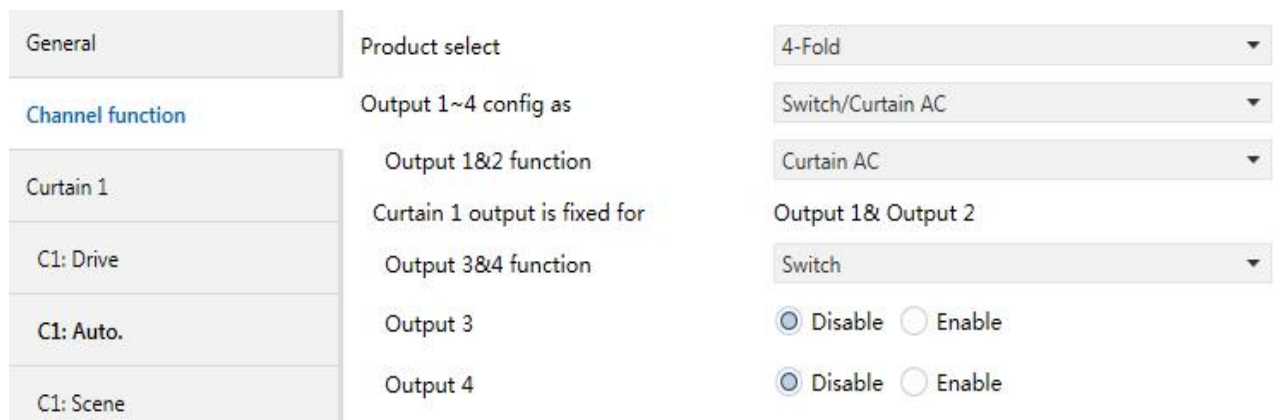 General
Channel function
Curtain 1
C1: Drive
C1: Auto.
C1: Scene
Product select 4-Fold
Output 1~4 config as Switch/Curtain AC
Output 1&2 function Curtain AC
Curtain 1 output is fixed for Output 1& Output 2
Output 3&4 function Switch
Output 3 Disable Enable
Output 4 Disable Enable